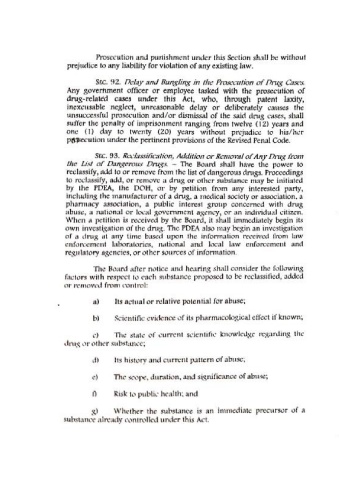 Prosecution and punishment under this Section shall be without
prejudice to any liability for violation of any existing law.
SEC. 92. Delay and Bungling in the Prosecution of Drug Cases.
Any government officer or employee tasked with the prosecution of
drug-related cases under this Act, who, through patent laxity,
inexcusable neglect, unreasonable delay or deliberately causes the
unsuccessful prosecution and/or dismissal of the said drug cases, shall
suffer the penalty of imprisonment ranging from twelve (12) years and
one (1) day to twenty (20) years without prejudice to his/her
prosecution under the pertinent provisions of the Revised Penal Code.
SEC. 93. Reclassification, Addition or Removal of Any Drug from
the List of Dangerous Drugs. – The Board shall have the power to
reclassify, add to or remove from the list of dangerous drugs. Proceedings
to reclassify, add, or remove a drug or other substance may be initiated
by the PDEA, the DOH, or by petition from any interested party,
including the manufacturer of a drug, a medical society or association, a
pharmacy association, a public interest group concerned with drug
abuse, a national or local government agency, or an individual citizen.
When a petition is received by the Board, it shall immediately begin its
own investigation of the drug. The PDEA also may begin an investigation
of a drug at any time based upon the information received from law
enforcement laboratories, national and local law enforcement and
regulatory agencies, or other sources of information.
The Board after notice and hearing shall consider the following
factors with respect to each substance proposed to be reclassified, added
or removed from control:
a) Its actual or relative potential for abuse;
b) Scientific evidence of its pharmacological effect if known;
c) The state of current scientific knowledge regarding the
drug or other substance;
d) Its history and current pattern of abuse;
e) The scope, duration, and significance of abuse;
f) Risk to public health; and
g) Whether the substance is an immediate precursor of a
substance already controlled under this Act.